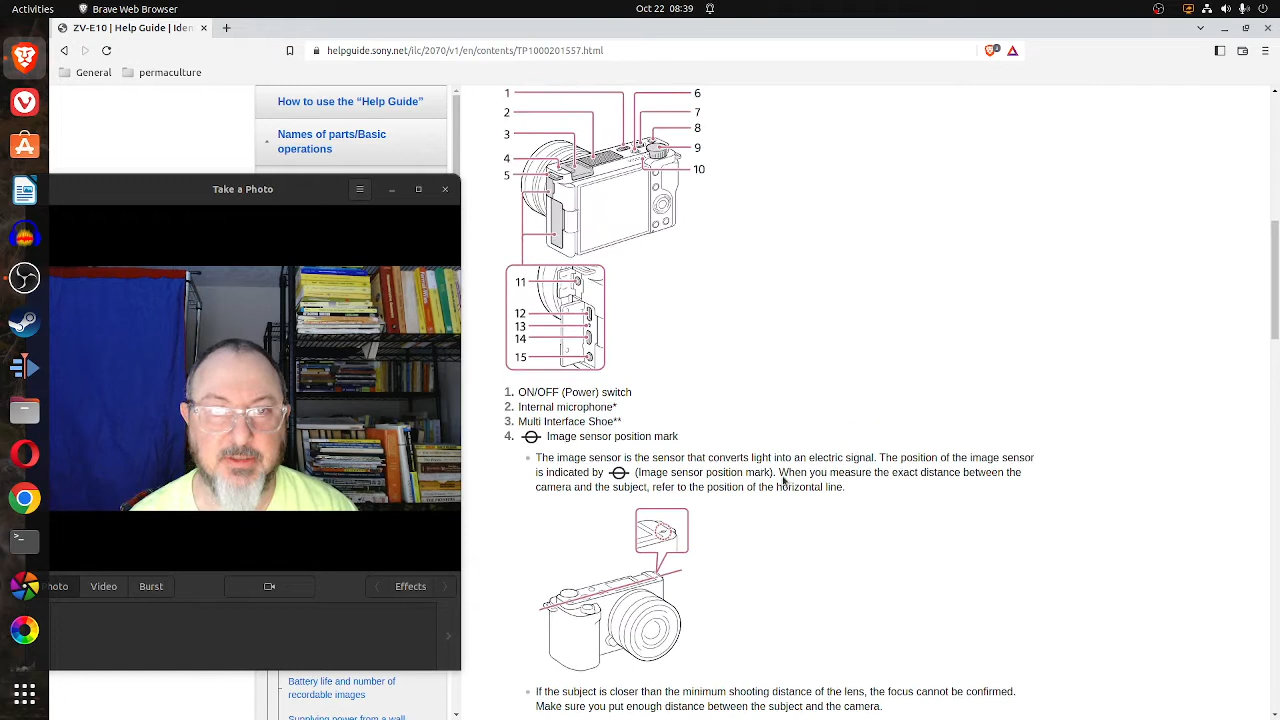 Activities
Brave Web Browser
Oct 22 08:39
ZV-E10 | Help Guide | Iden
helpguide.sony.net/ilc/2070/v1/en/contents/TP1000201557.html
General
permaculture
How to use the “Help Guide”
Names of parts/Basic
operations
Take a Photo
Photo
Video
Burst
Effects
Battery life and number of
recordable images
Supplying power from a wall
1
2
3
4
5
6
7
8
9
10
11
12
13
14
15
1. ON/OFF (Power) switch
2. Internal microphone*
3. Multi Interface Shoe**
4. Image sensor position mark
The image sensor is the sensor that converts light into an electric signal. The position of the image sensor
is indicated by (Image sensor position mark). When you measure the exact distance between the
camera and the subject, refer to the position of the horizontal line.
If the subject is closer than the minimum shooting distance of the lens, the focus cannot be confirmed.
Make sure you put enough distance between the subject and the camera.